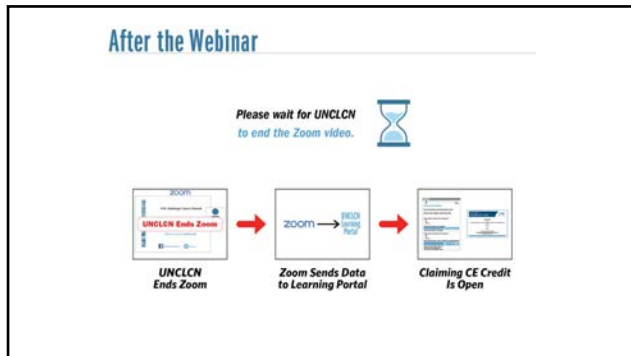 After the Webinar
Please wait for UNCLCN
to end the Zoom video.
zoom
UNCLCN Ends Zoom
UNCLCN
Ends Zoom
zoom
UNCLCN
Learning
Portal
Zoom Sends Data
to Learning Portal
Claiming CE Credit
Is Open